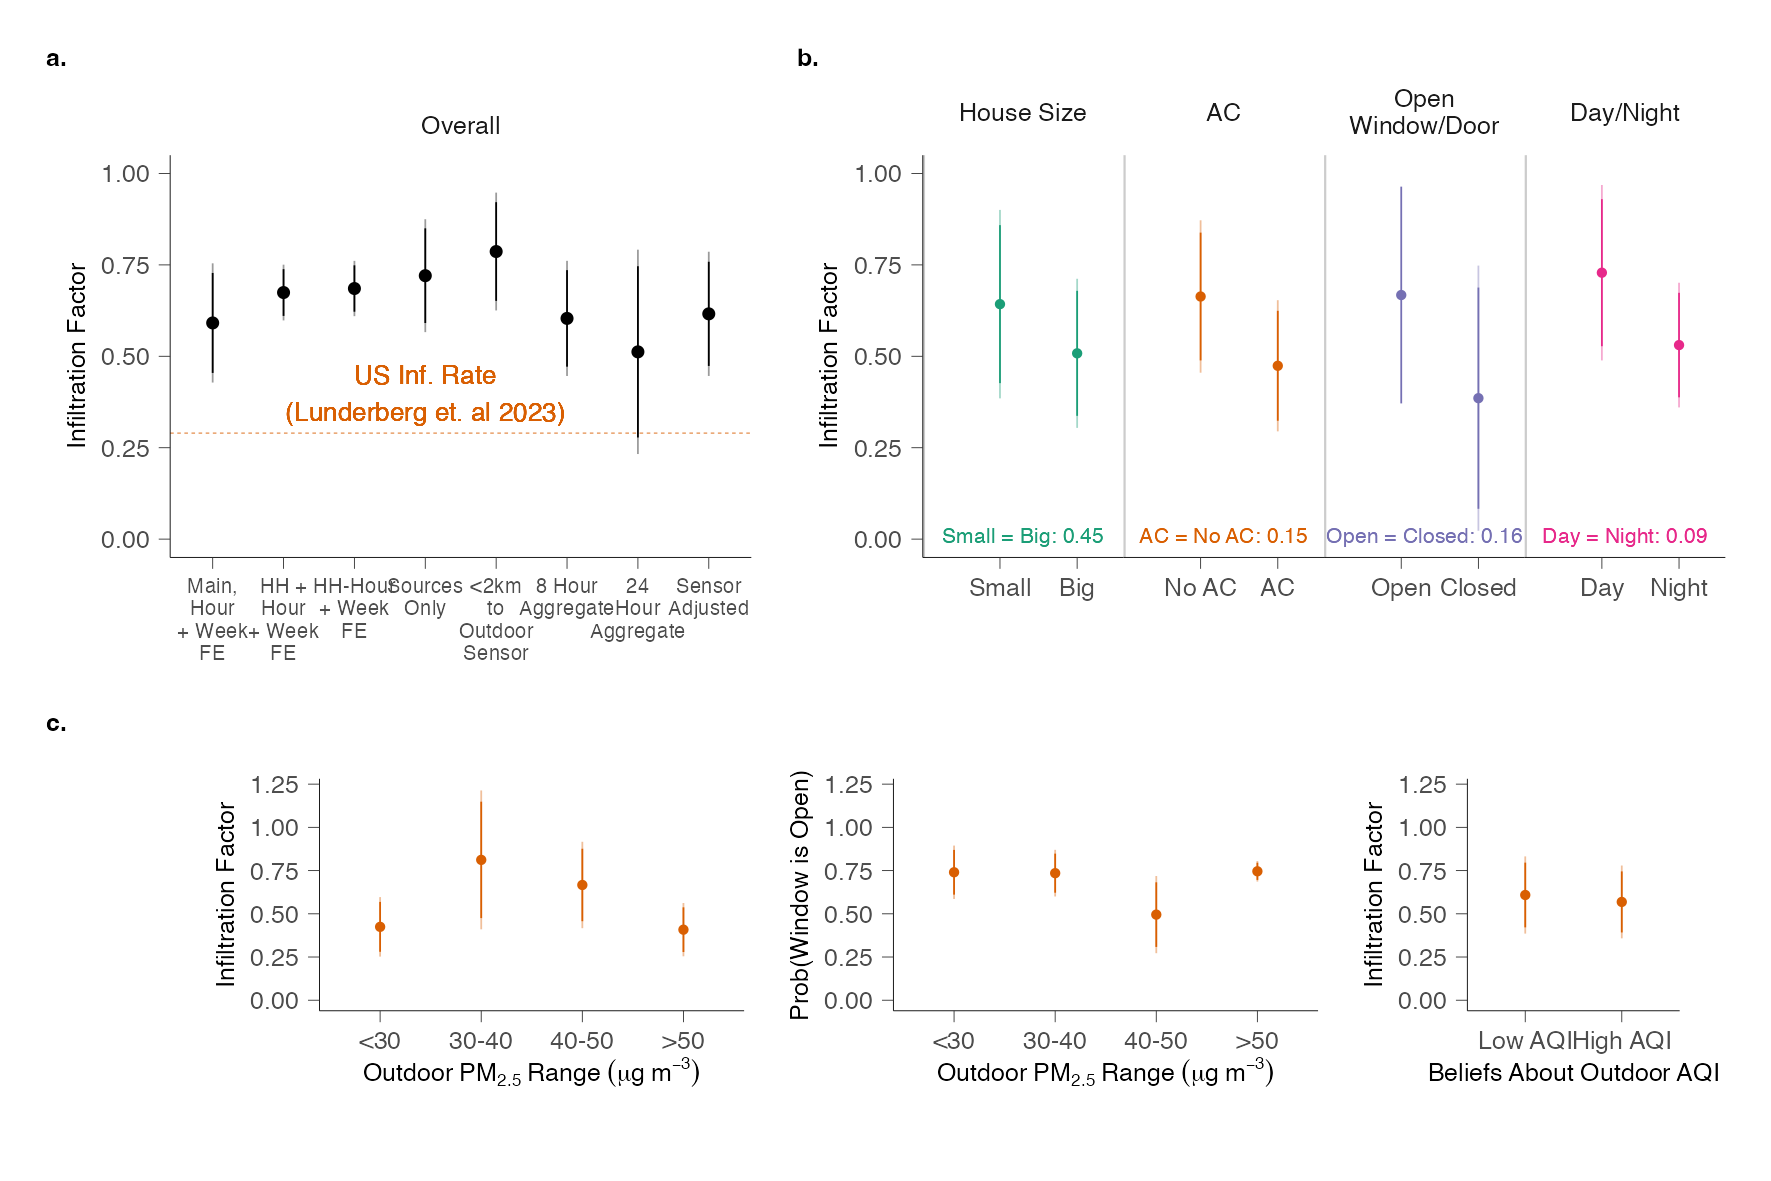 a.
Overall
Infiltration Factor
1.00
0.75
0.50
0.25
0.00
US Inf. Rate
(Lunderberg et. al 2023)
Main,
Hour
+ Week
FE
HH +
Hour
+ Week
FE
HH-Hour
+ Week
FE
Sources
Only
<2km
to
Outdoor
Sensor
8 Hour
Aggregate
24
Hour
Aggregate
Sensor
Adjusted
b.
House Size
AC
Open
Window/Door
Day/Night
Infiltration Factor
1.00
0.75
0.50
0.25
0.00
Small = Big: 0.45
AC = No AC: 0.15
Open = Closed: 0.16
Day = Night: 0.09
Small
Big
No AC
AC
Open
Closed
Day
Night
c.
Infiltration Factor
1.25
1.00
0.75
0.50
0.25
0.00
<30
30-40
40-50
>50
Outdoor PM2.5 Range (μg m−3)
Prob(Window is Open)
1.25
1.00
0.75
0.50
0.25
0.00
<30
30-40
40-50
>50
Outdoor PM2.5 Range (μg m−3)
Infiltration Factor
1.25
1.00
0.75
0.50
0.25
0.00
Low AQI
High AQI
Beliefs About Outdoor AQI